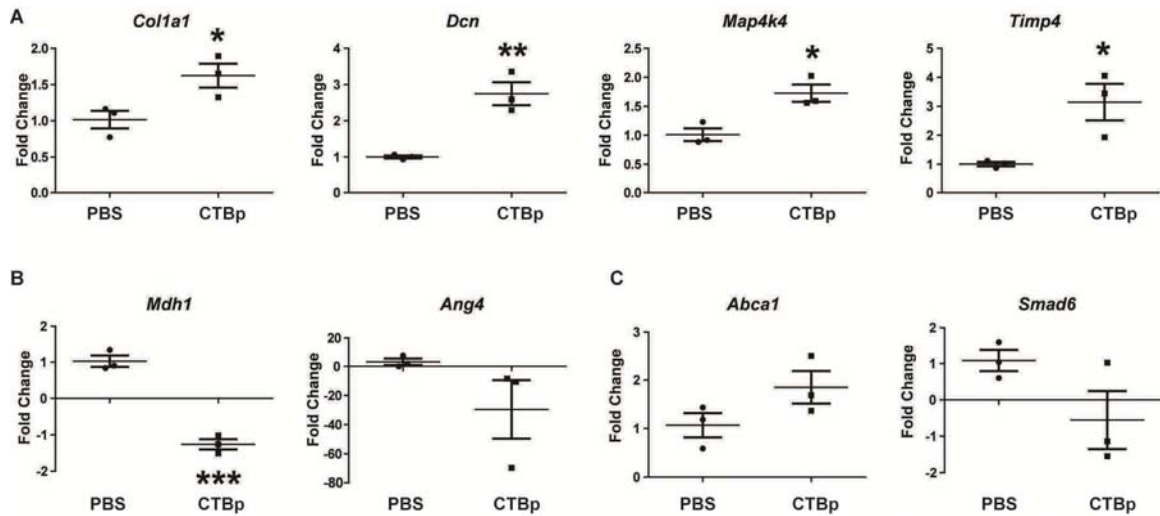 A
Col1a1
*
Fold Change
2.0
1.5
1.0
0.5
0.0
PBS CTBp
Dcn
**
Fold Change
4
3
2
1
0
PBS CTBp
Map4k4
*
Fold Change
2.5
2.0
1.5
1.0
0.5
0.0
PBS CTBp
Timp4
*
Fold Change
5
4
3
2
1
0
PBS CTBp
B
Mdh1
Fold Change
2
1
0
-1
-2
***
PBS CTBp
Ang4
Fold Change
20
0
-20
-40
-60
-80
PBS CTBp
C
Abca1
Fold Change
3
2
1
0
PBS CTBp
Smad6
Fold Change
2
1
0
-1
-2
PBS CTBp